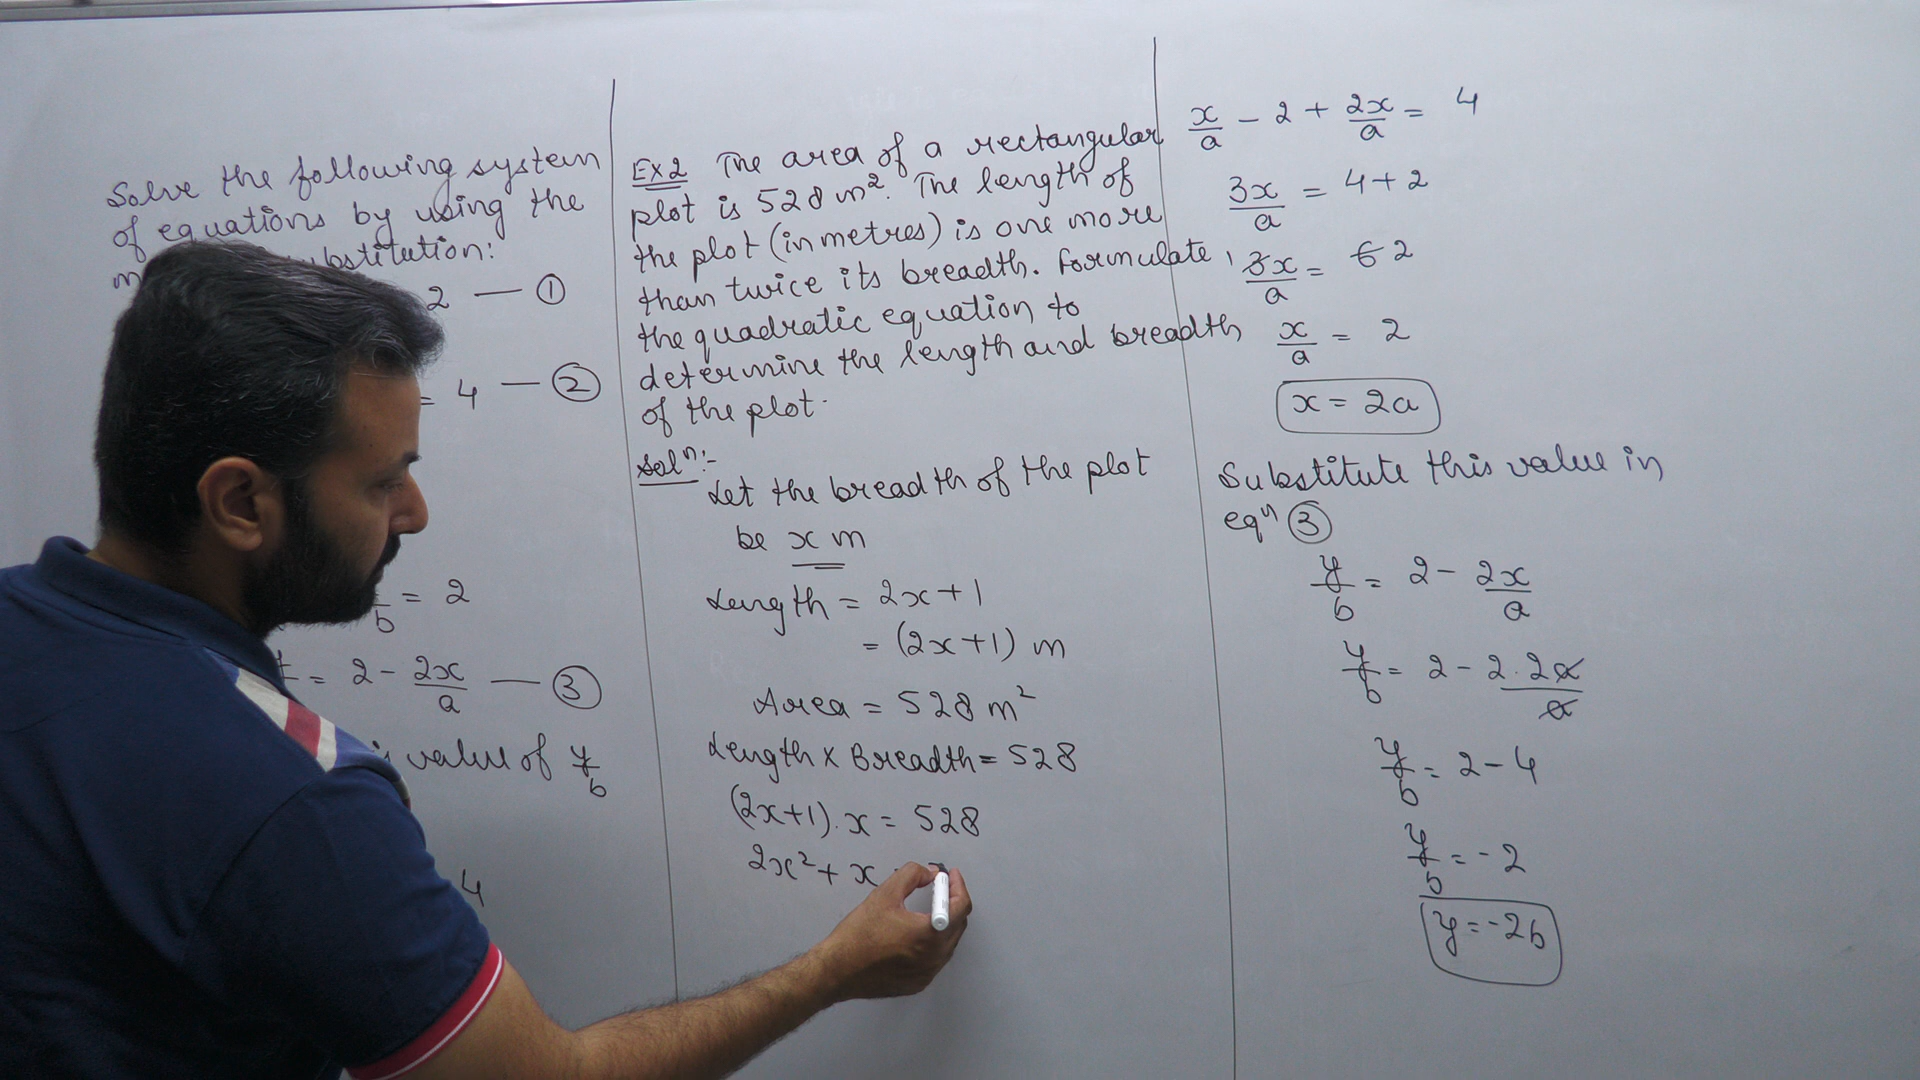 Solve the following system
of equations by using the
m
bstitution:
2 — ①
= 4 — ②
b = 2
= 2 - 2x/a — ③
value of y/b
4
EX2 The area of a rectangular
plot is 528 m². The length of
the plot (in metres) is one more
than twice its breadth. Formulate
the quadratic equation to
determine the length and breadth
of the plot.
Solⁿ:-
Let the breadth of the plot
be x m
Length = 2x+1
= (2x+1) m
Area = 528 m²
Length x Breadth = 528
(2x+1).x = 528
2x² + x
x/a - 2 + 2x/a = 4
3x/a = 4+2
3x/a = 6 2
x/a = 2
x = 2a
Substitute this value in
eqⁿ ③
y/b = 2 - 2x/a
y/b = 2 - 2.2a/a
y/b = 2-4
y/b = -2
y = -2b